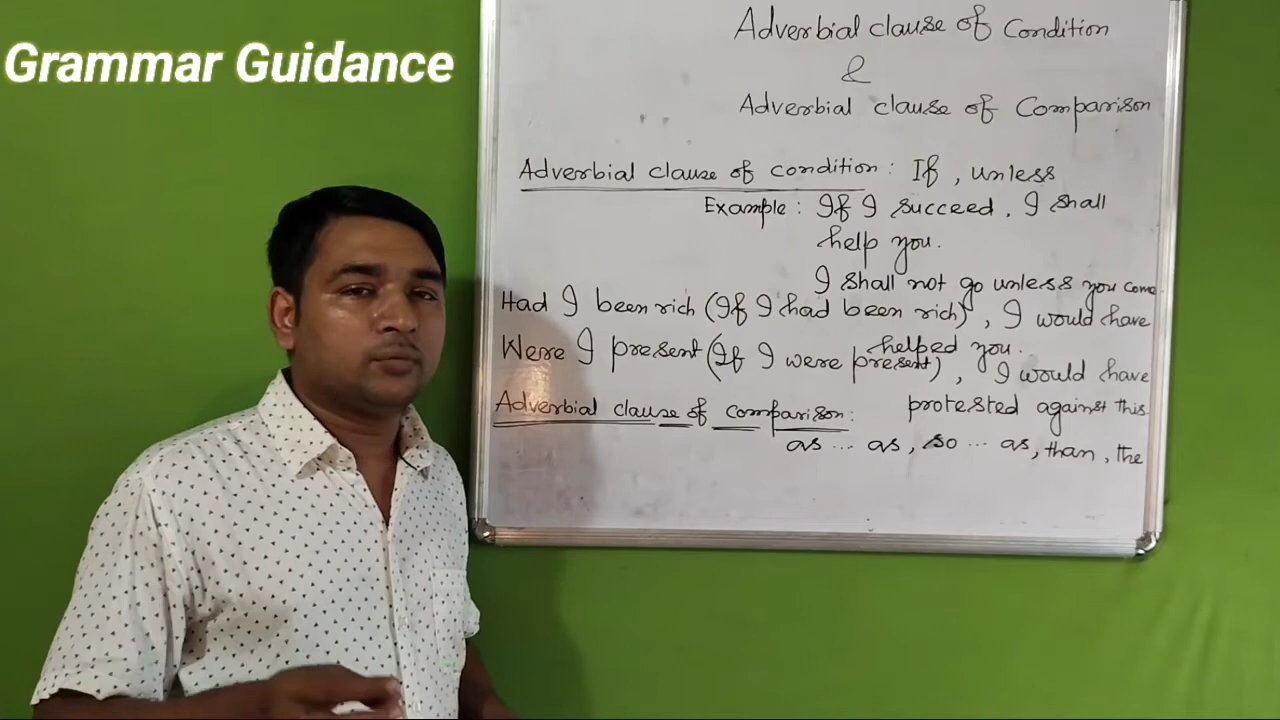 Grammar Guidance
Adverbial clause of Condition
&
Adverbial clause of Comparison
Adverbial clause of condition: If, unless
Example: If I succeed, I shall
help you.
I shall not go unless you come.
Had I been rich (If I had been rich), I would have
helped you.
Were I present (If I were present), I would have
protested against this
Adverbial clause of comparison:
as ... as, so ... as, than, the